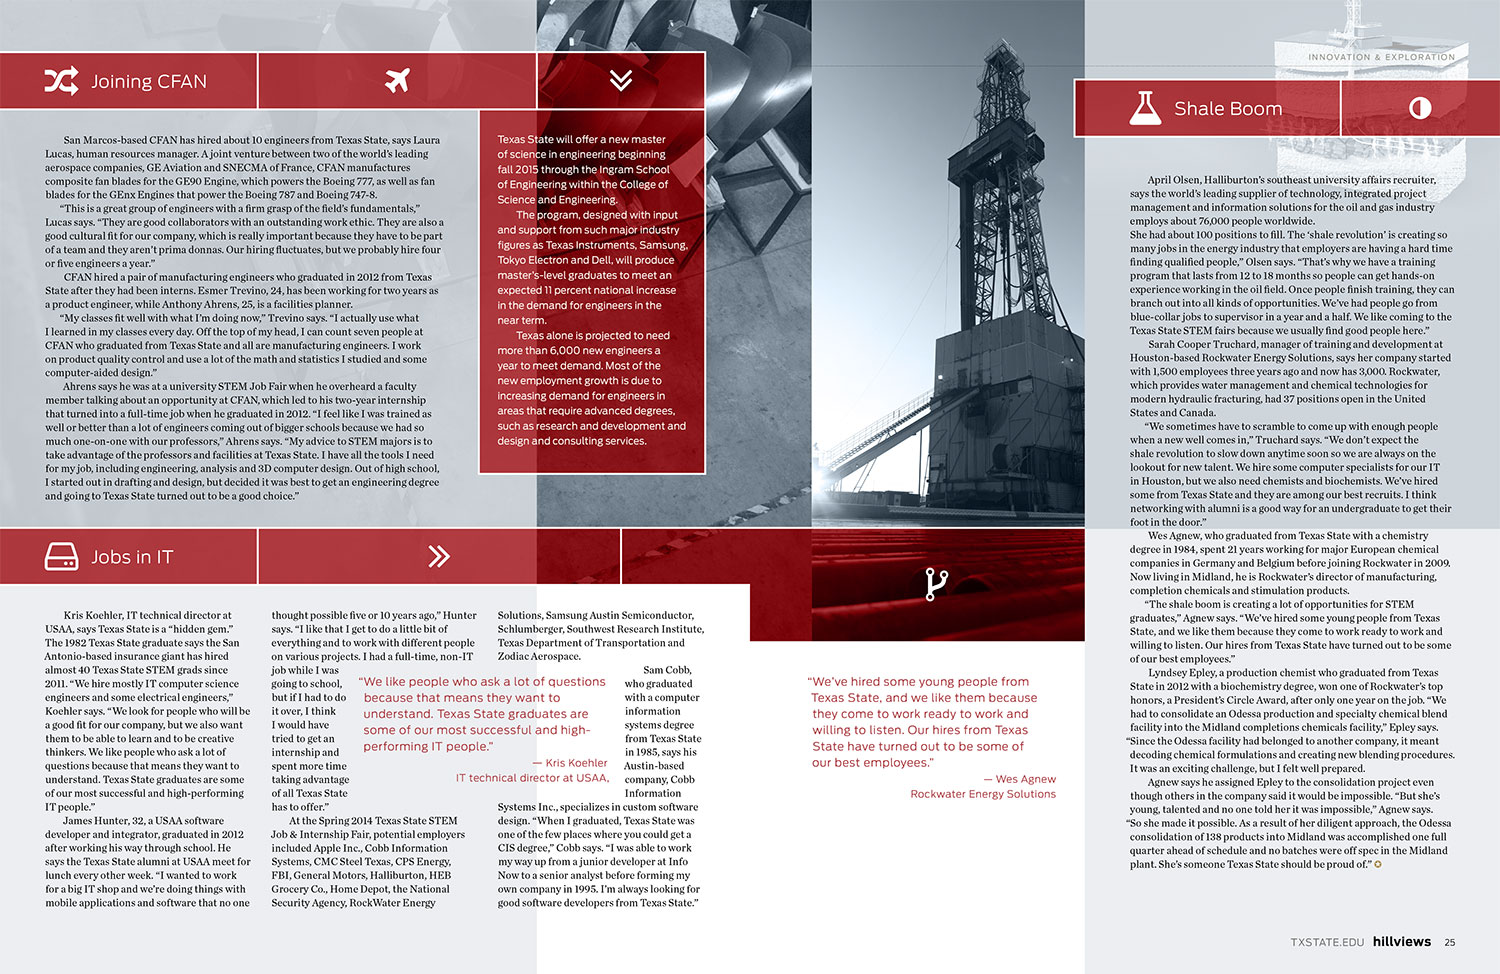 Joining CFAN
San Marcos-based CFAN has hired about 10 engineers from Texas State, says Laura
Lucas, human resources manager. A joint venture between two of the world's leading
aerospace companies, GE Aviation and SNECMA of France, CFAN manufactures
composite fan blades for the GE90 Engine, which powers the Boeing 777, as well as fan
blades for the GEnx Engines that power the Boeing 787 and Boeing 747-8.
“This is a great group of engineers with a firm grasp of the field's fundamentals,”
Lucas says. “They are good collaborators with an outstanding work ethic. They are also a
good cultural fit for our company, which is really important because they have to be part
of a team and they aren't prima donnas. Our hiring fluctuates, but we've probably hire four
or five engineers a year.”
CFAN hired a pair of manufacturing engineers who graduated in 2012 from Texas
State after they had been interns. Esmer Trevino, 24, has been working for two years as
a product engineer, while Anthony Ahrens, 25, is a facilities planner.
“My classes fit well with what I'm doing now,” Trevino says. “I actually use what
I learned in my classes every day. Off the top of my head, I can count seven people at
CFAN who graduated from Texas State and all are manufacturing engineers. I work
on product quality control and use a lot of the math and statistics I studied and some
computer-aided design.”
Ahrens says he was at a university STEM Job Fair when he overheard a faculty
member talking about an opportunity at CFAN, which led to his two-year internship
that turned into a full-time job when he graduated in 2012. “I feel like I was trained as
well or better than a lot of engineers coming out of bigger schools because we had so
much one-on-one with our professors,” Ahrens says. “My advice to STEM majors is to
take advantage of the professors and facilities at Texas State. I have all the tools I need
for my job, including engineering, analysis and 3D computer design. Out of high school,
I started out in drafting and design, but decided it was best to get an engineering degree
and going to Texas State turned out to be a good choice.”
Texas State will offer a new master
of science in engineering beginning
fall 2015 through the Ingram School
of Engineering within the College of
Science and Engineering.
The program, designed with input
and support from such major industry
figures as Texas Instruments, Samsung,
Tokyo Electron and Dell, will produce
master's-level graduates to meet an
expected 11 percent national increase
in the demand for engineers in the
near term.
Texas alone is projected to need
more than 6,000 new engineers a
year to meet demand. Most of the
new employment growth is due to
increasing demand for engineers in
areas that require advanced degrees,
such as research and development and
design and consulting services.
Jobs in IT
Kris Koehler, IT technical director at
USAA, says Texas State is a “hidden gem.”
The 1982 Texas State graduate says the San
Antonio-based insurance giant has hired
almost 40 Texas State STEM grads since
2011. “We hire mostly IT computer science
engineers and some electrical engineers,”
Koehler says. “We look for people who will be
a good fit for our company, but we also want
them to be able to learn and to be creative
thinkers. We like people who ask a lot of
questions because that means they want to
understand. Texas State graduates are some
of our most successful and high-performing
IT people.”
James Hunter, 32, a USAA software
developer and integrator, graduated in 2012
after working his way through school. He
says the Texas State alumni at USAA meet for
lunch every other week. “I wanted to work
for a big IT shop and we're doing things with
mobile applications and software that no one
thought possible five or 10 years ago,” Hunter
says. “I like that I get to do a little bit of
everything and to work with different people
on various projects. I had a full-time, non-IT
job while I was
going to school,
but if I had to do
it over, I think
I would have
tried to get an
internship and
spent more time
taking advantage
of all Texas State
has to offer.”
At the Spring 2014 Texas State STEM
Job & Internship Fair, potential employers
included Apple Inc., Cobb Information
Systems, CMC Steel Texas, CPS Energy,
FBI, General Motors, Halliburton, HEB
Grocery Co., Home Depot, the National
Security Agency, RockWater Energy
Solutions, Samsung Austin Semiconductor,
Schlumberger, Southwest Research Institute,
Texas Department of Transportation and
Zodiac Aerospace.
Sam Cobb,
who graduated
with a computer
information
systems degree
from Texas State
in 1985, says his
Austin-based
company, Cobb
Information
Systems Inc., specializes in custom software
design. “When I graduated, Texas State was
one of the few places where you could get a
CIS degree,” Cobb says. “I was able to work
my way up from a junior developer at Info
Now to a senior analyst before forming my
own company in 1995. I'm always looking for
good software developers from Texas State.”
“We like people who ask a lot of questions
because that means they want to
understand. Texas State graduates are
some of our most successful and high-
performing IT people.”
— Kris Koehler
IT technical director at USAA,
“We've hired some young people from
Texas State, and we like them because
they come to work ready to work and
willing to listen. Our hires from Texas
State have turned out to be some of
our best employees.”
— Wes Agnew
Rockwater Energy Solutions
INNOVATION & EXPLORATION
Shale Boom
April Olsen, Halliburton's southeast university affairs recruiter,
says the world's leading supplier of technology, integrated project
management and information solutions for the oil and gas industry
employs about 76,000 people worldwide.
She had about 100 positions to fill. The ‘shale revolution’ is creating so
many jobs in the energy industry that employers are having a hard time
finding qualified people,” Olsen says. “That's why we have a training
program that lasts from 12 to 18 months so people can get hands-on
experience working in the oil field. Once people finish training, they can
branch out into all kinds of opportunities. We've had people go from
blue-collar jobs to supervisor in a year and a half. We like coming to the
Texas State STEM fairs because we usually find good people here.”
Sarah Cooper Truchard, manager of training and development at
Houston-based Rockwater Energy Solutions, says her company started
with 1,500 employees three years ago and now has 3,000. Rockwater,
which provides water management and chemical technologies for
modern hydraulic fracturing, had 37 positions open in the United
States and Canada.
“We sometimes have to scramble to come up with enough people
when a new well comes in,” Truchard says. “We don't expect the
shale revolution to slow down anytime soon so we are always on the
lookout for new talent. We hire some computer specialists for our IT
in Houston, but we also need chemists and biochemists. We've hired
some from Texas State and they are among our best recruits. I think
networking with alumni is a good way for an undergraduate to get their
foot in the door.”
Wes Agnew, who graduated from Texas State with a chemistry
degree in 1984, spent 21 years working for major European chemical
companies in Germany and Belgium before joining Rockwater in 2009.
Now living in Midland, he is Rockwater's director of manufacturing,
completion chemicals and stimulation products.
“The shale boom is creating a lot of opportunities for STEM
graduates,” Agnew says. “We've hired some young people from Texas
State, and we like them because they come to work ready to work and
willing to listen. Our hires from Texas State have turned out to be some
of our best employees.”
Lyndsey Epley, a production chemist who graduated from Texas
State in 2012 with a biochemistry degree, won one of Rockwater's top
honors, a President's Circle Award, after only one year on the job. “We
had to consolidate an Odessa production and specialty chemical blend
facility into the Midland completions chemicals facility,” Epley says.
“Since the Odessa facility had belonged to another company, it meant
decoding chemical formulations and creating new blending procedures.
It was an exciting challenge, but I felt well prepared.
Agnew says he assigned Epley to the consolidation project even
though others in the company said it would be impossible. “But she's
young, talented and no one told her it was impossible,” Agnew says.
“So she made it possible. As a result of her diligent approach, the Odessa
consolidation of 138 products into Midland was accomplished one full
quarter ahead of schedule and no batches were off spec in the Midland
plant. She's someone Texas State should be proud of.”
TXSTATE.EDU hillviews 25